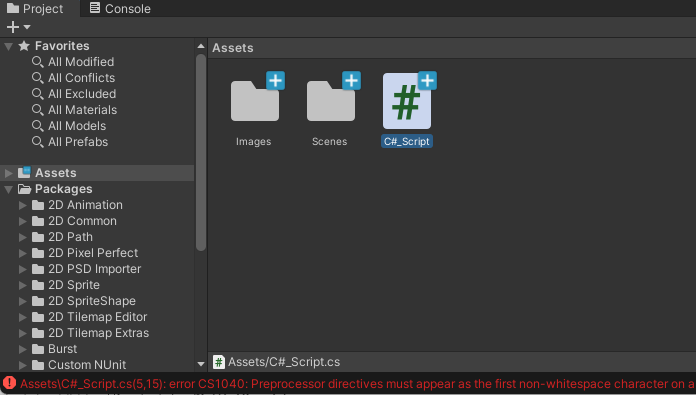 Project
Console
Favorites
All Modified
All Conflicts
All Excluded
All Materials
All Models
All Prefabs
Assets
Packages
2D Animation
2D Common
2D Path
2D Pixel Perfect
2D PSD Importer
2D Sprite
2D SpriteShape
2D Tilemap Editor
2D Tilemap Extras
Burst
Custom NUnit
Assets
Images
Scenes
#
C#_Script
# Assets/C#_Script.cs
Assets\C#_Script.cs(5,15): error CS1040: Preprocessor directives must appear as the first non-whitespace character on a